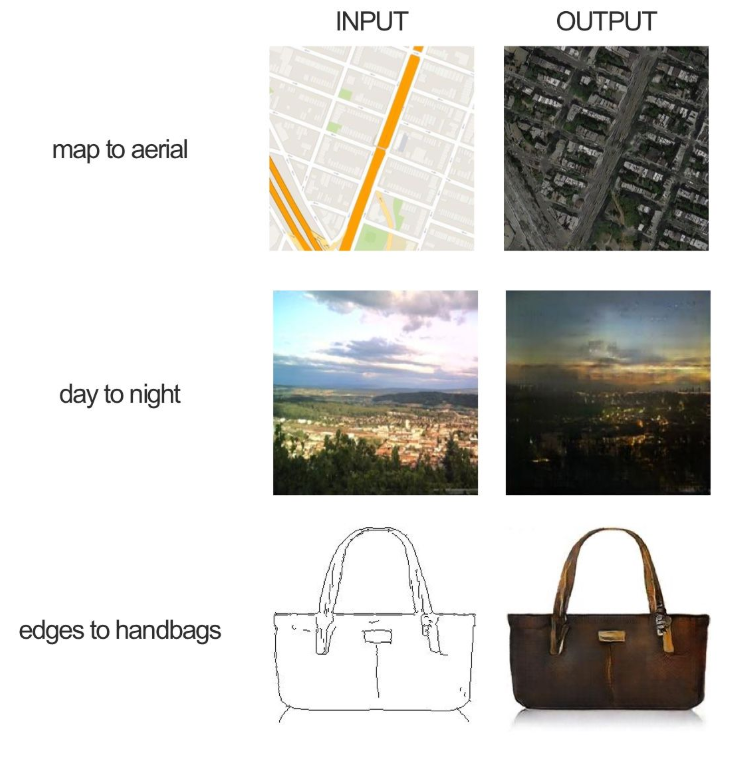 INPUT OUTPUT
map to aerial
day to night
edges to handbags